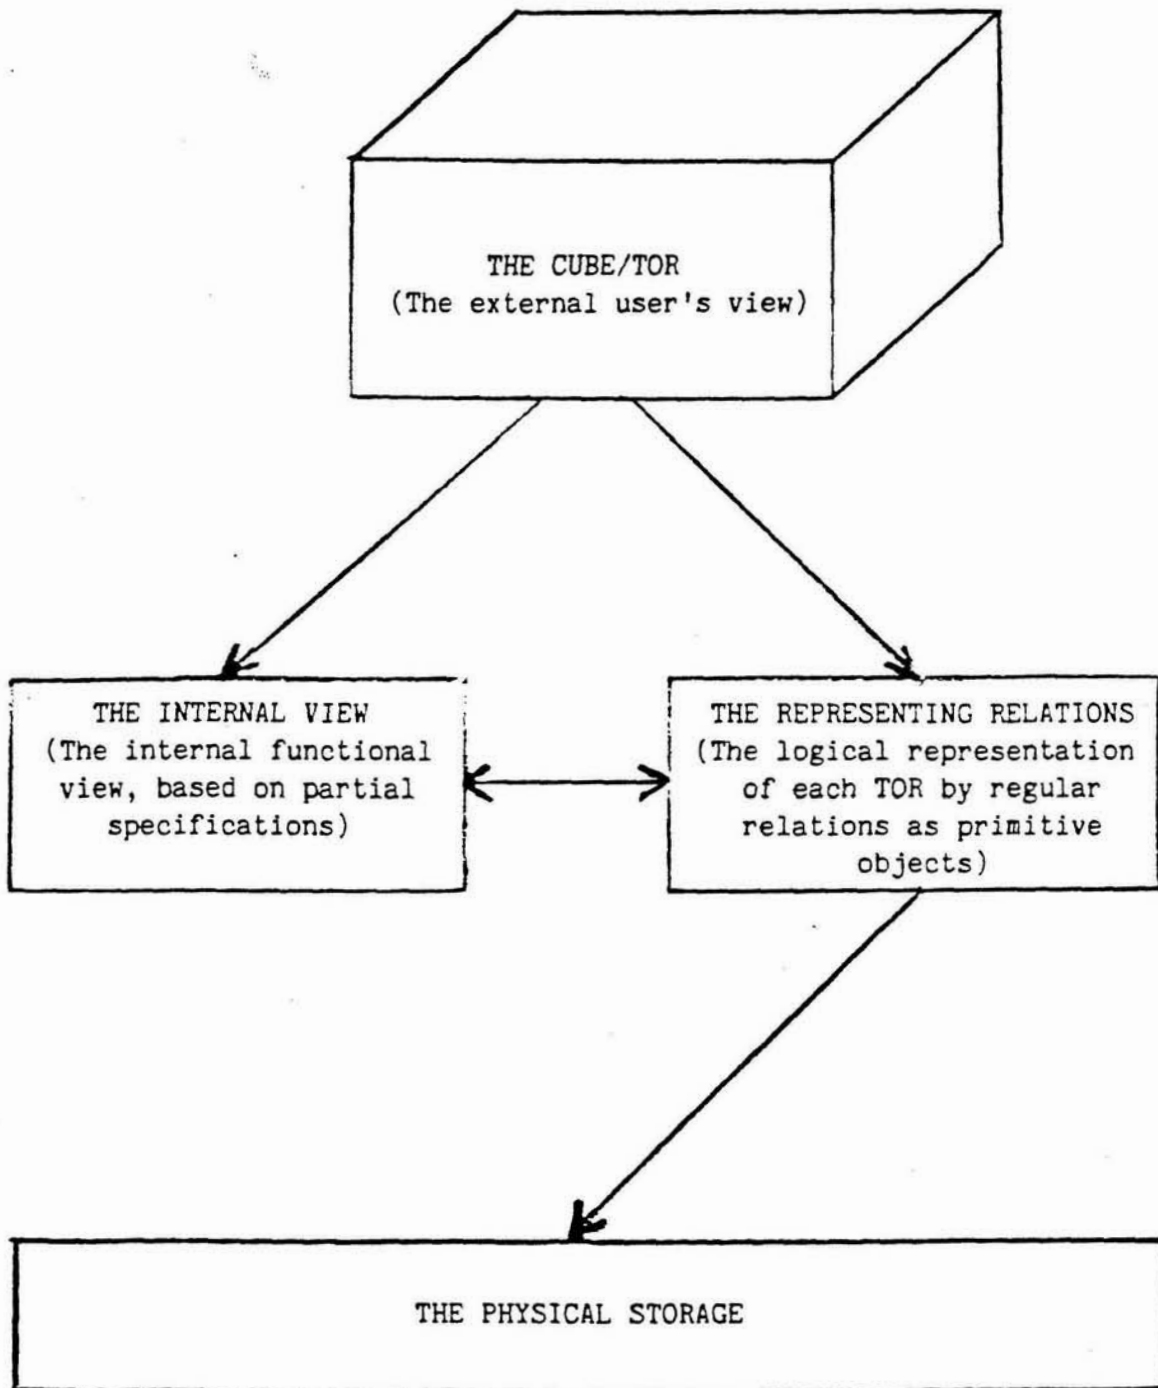 THE CUBE/TOR
(The external user's view)
THE INTERNAL VIEW
(The internal functional
view, based on partial
specifications)
THE REPRESENTING RELATIONS
(The logical representation
of each TOR by regular
relations as primitive
objects)
THE PHYSICAL STORAGE